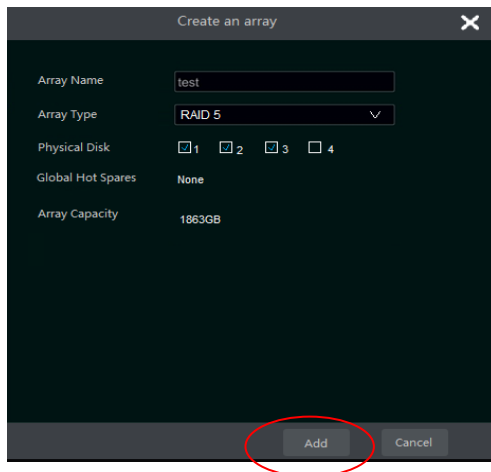 Create an array
Array Name test
Array Type RAID 5
Physical Disk 1 2 3 4
Global Hot Spares None
Array Capacity 1863GB
Add Cancel